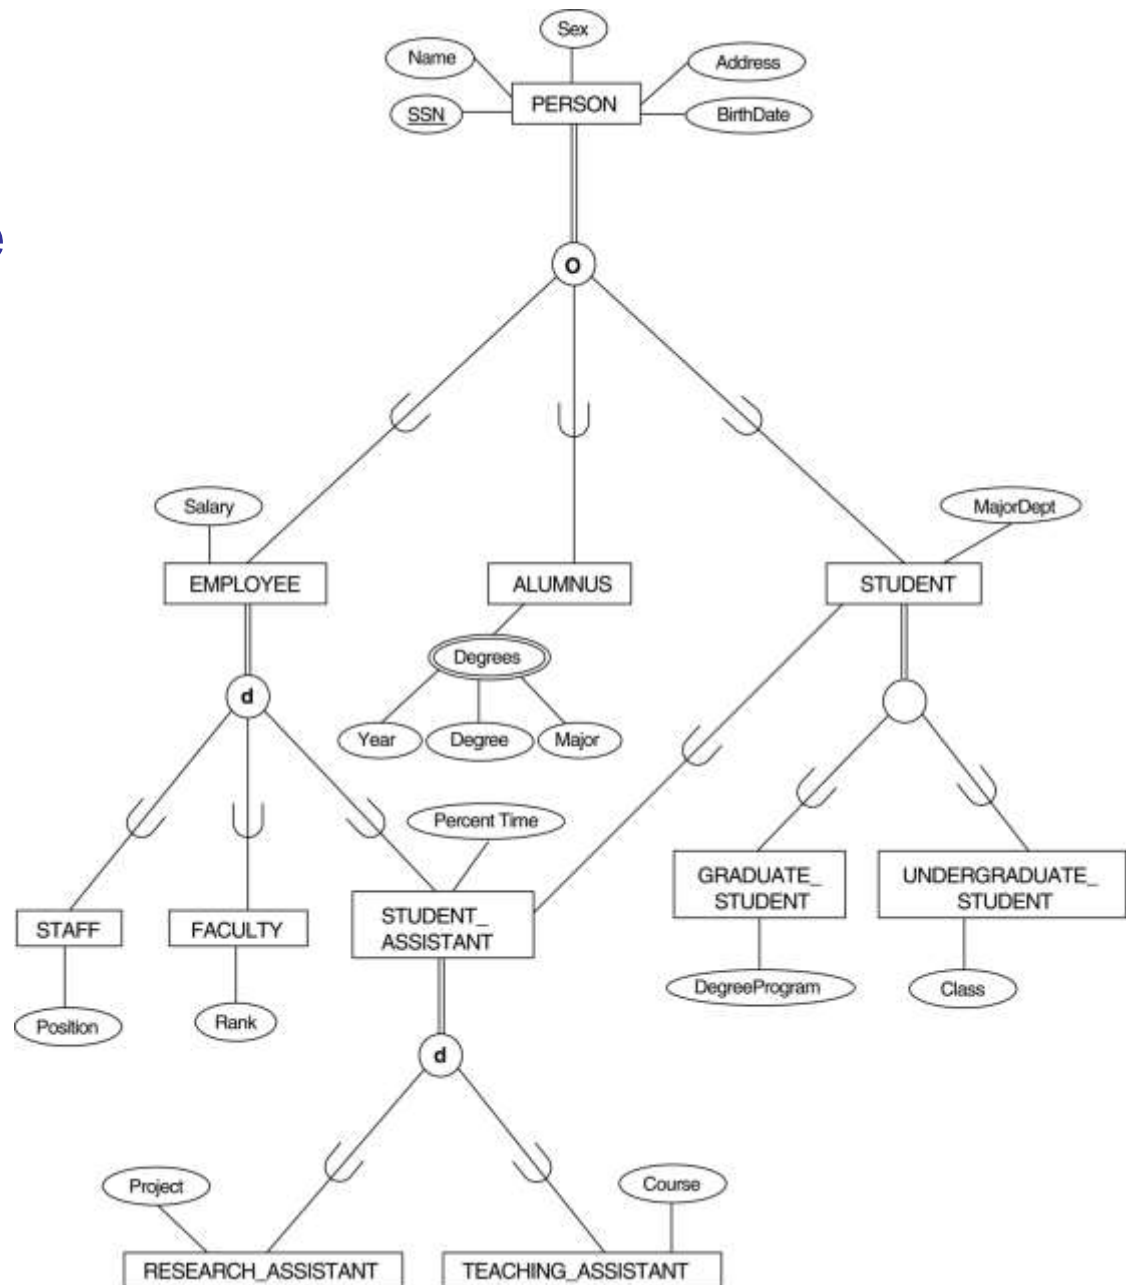 Sex
Name
Address
PERSON
SSN
BirthDate
e
O
Salary
MajorDept
EMPLOYEE
ALUMNUS
STUDENT
Degrees
d
Year
Degree
Major
Percent Time
GRADUATE_
STUDENT
UNDERGRADUATE_
STUDENT
STAFF
FACULTY
STUDENT_
ASSISTANT
DegreeProgram
Class
Position
Rank
d
Project
Course
RESEARCH_ASSISTANT
TEACHING_ASSISTANT